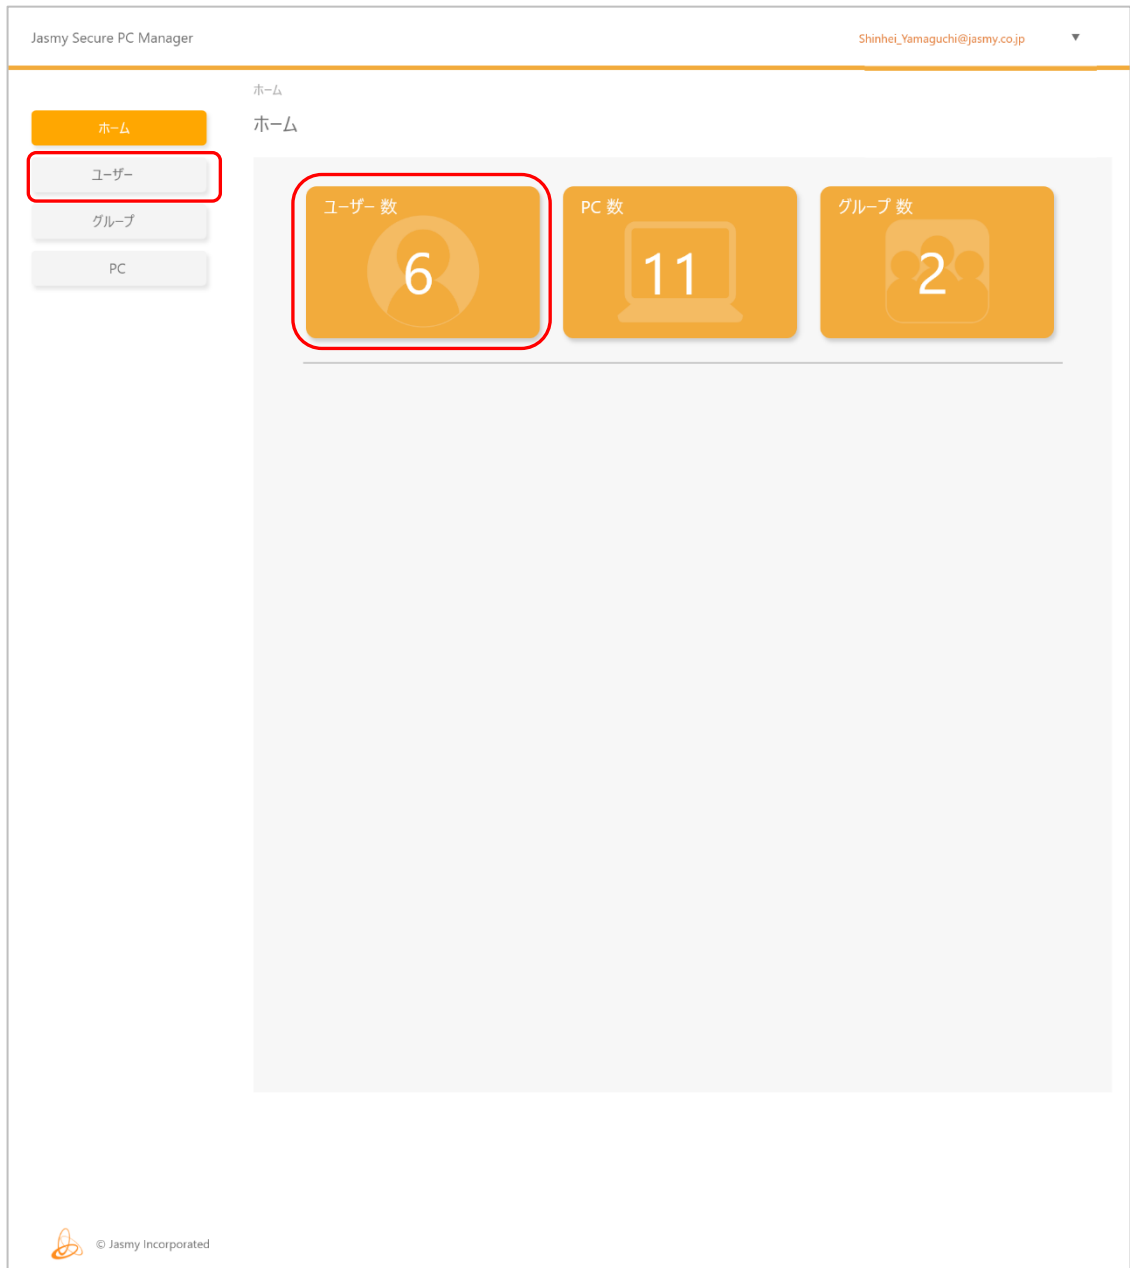 Jasmy Secure PC Manager
Shinhei_Yamaguchi@jasmy.co.jp ▼
ホーム
ホーム
ホーム
ユーザー
グループ
PC
ユーザー 数
6
PC 数
11
グループ 数
2
© Jasmy Incorporated